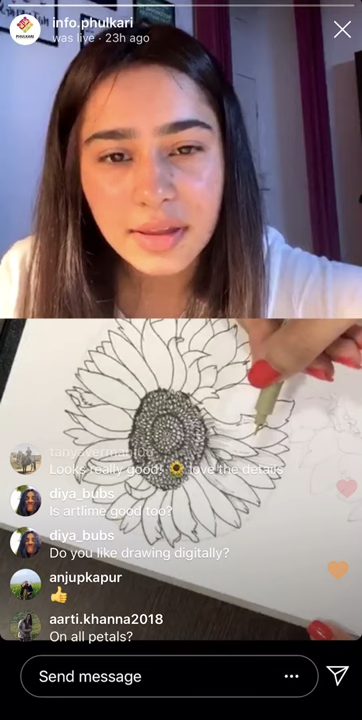 info.phulkari
was live · 23h ago
PHULKARI
Looks really good! 🌻 love the details
diya_bubs
Is artlime good too?
diya_bubs
Do you like drawing digitally?
anjupkapur
👍
aarti.khanna2018
On all petals?
Send message